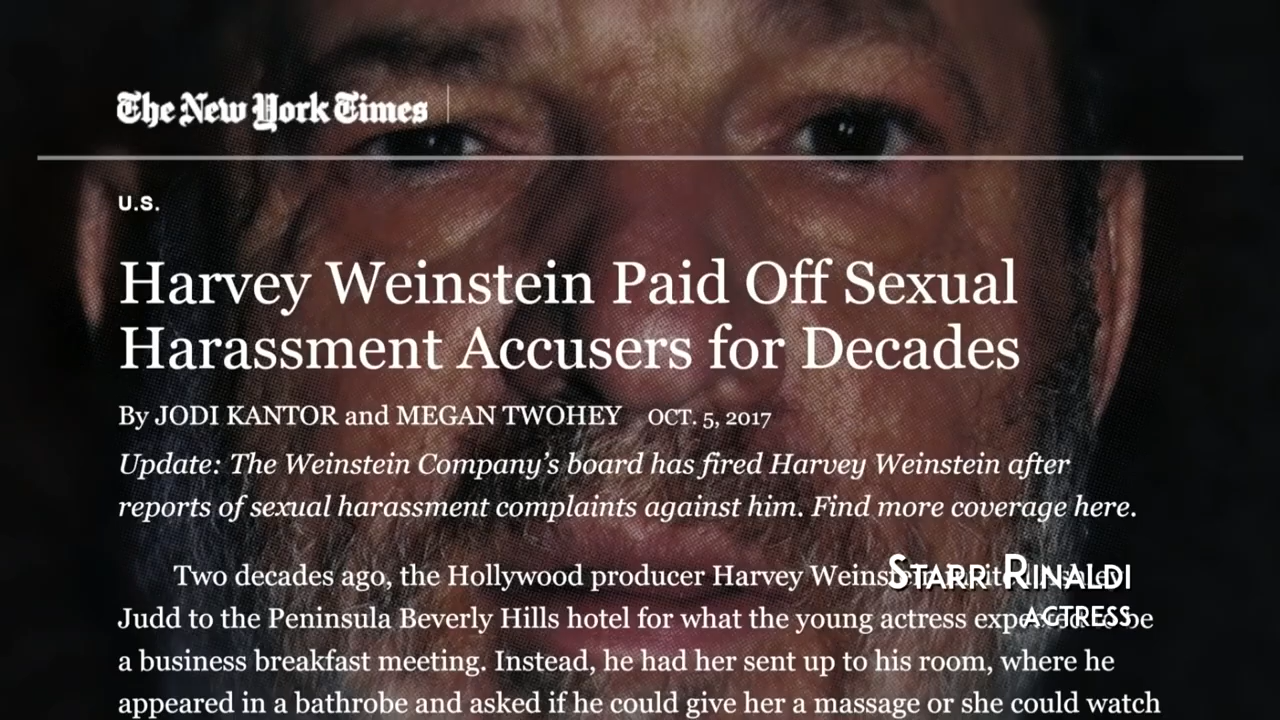 The New York Times
U.S.
Harvey Weinstein Paid Off Sexual
Harassment Accusers for Decades
By JODI KANTOR and MEGAN TWOHEY OCT. 5, 2017
Update: The Weinstein Company's board has fired Harvey Weinstein after
reports of sexual harassment complaints against him. Find more coverage here.
Two decades ago, the Hollywood producer Harvey
Judd to the Peninsula Beverly Hills hotel for what the young actress be
a business breakfast meeting. Instead, he had her sent up to his room, where he
appeared in a bathrobe and asked if he could give her a massage or she could watch
STARR RINALDI
ACTRESS